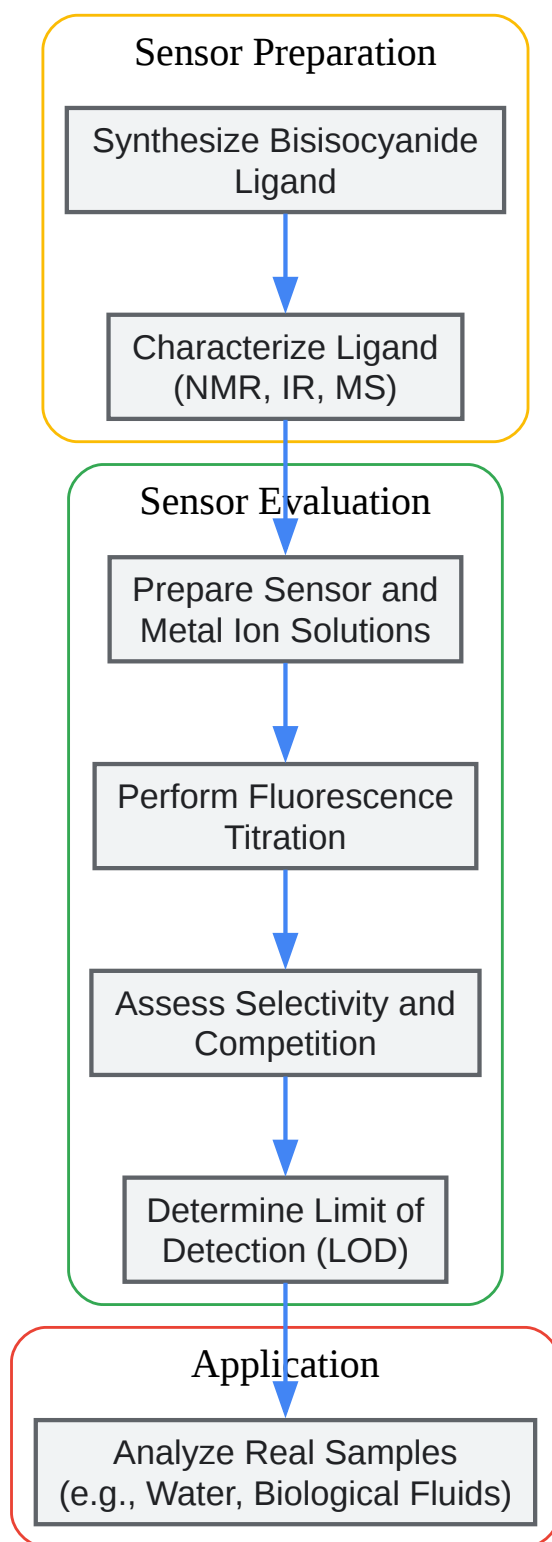 Sensor Preparation
Synthesize Bisisocyanide
Ligand
Characterize Ligand
(NMR, IR, MS)
Sensor Evaluation
Prepare Sensor and
Metal Ion Solutions
Perform Fluorescence
Titration
Assess Selectivity and
Competition
Determine Limit of
Detection (LOD)
Application
Analyze Real Samples
(e.g., Water, Biological Fluids)